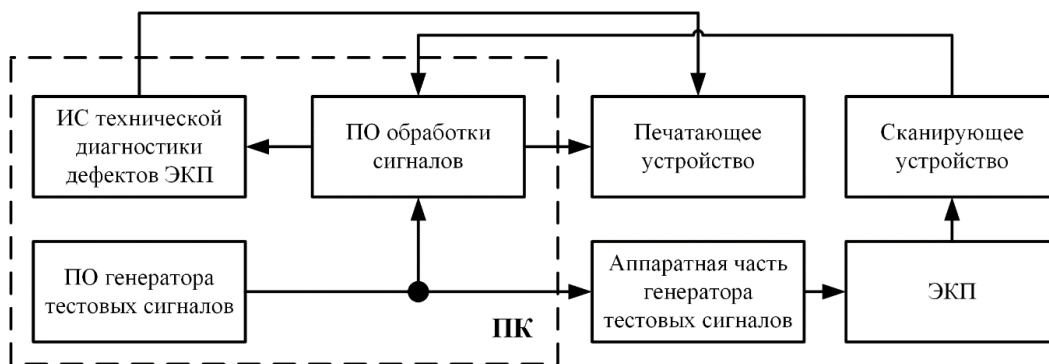 ИС технической
диагностики
дефектов ЭКП
ПО обработки
сигналов
Печатающее
устройство
Сканирующее
устройство
ПО генератора
тестовых сигналов
Аппаратная часть
генератора
тестовых сигналов
ЭКП
ПК